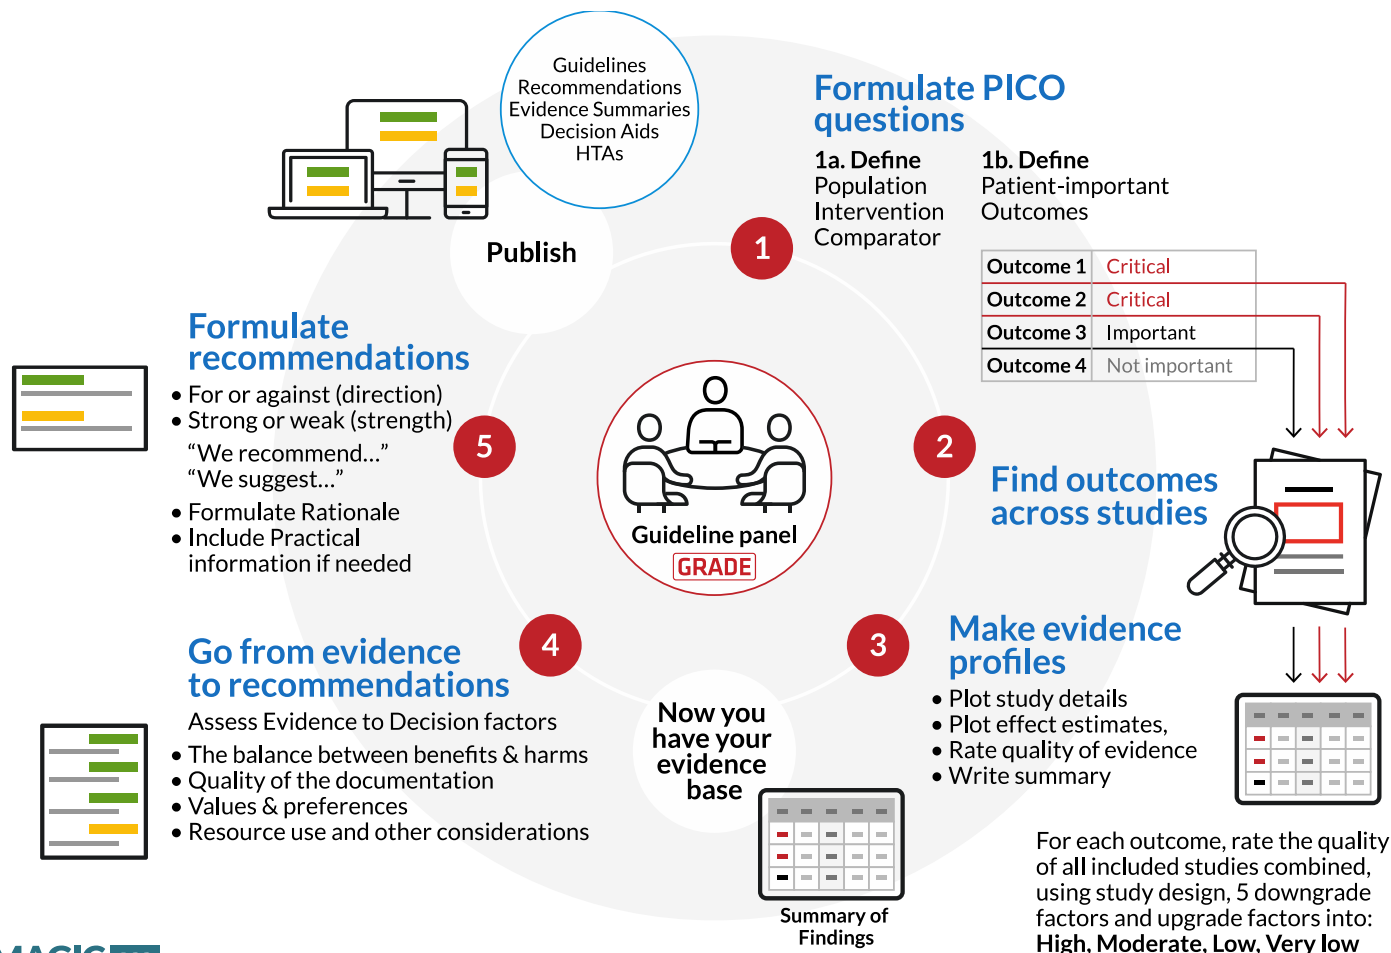 Guidelines
Recommendations
Evidence Summaries
Decision Aids
HTAs
Publish
1
Formulate PICO
questions
1a. Define
Population
Intervention
Comparator
1b. Define
Patient-important
Outcomes
Outcome 1 Critical
Outcome 2 Critical
Outcome 3 Important
Outcome 4 Not important
2
Find outcomes
across studies
3
Make evidence
profiles
• Plot study details
• Plot effect estimates,
• Rate quality of evidence
• Write summary
For each outcome, rate the quality
of all included studies combined,
using study design, 5 downgrade
factors and upgrade factors into:
High, Moderate, Low, Very low
Now you
have your
evidence
base
Summary of
Findings
4
Go from evidence
to recommendations
Assess Evidence to Decision factors
• The balance between benefits & harms
• Quality of the documentation
• Values & preferences
• Resource use and other considerations
5
Formulate
recommendations
• For or against (direction)
• Strong or weak (strength)
“We recommend...”
“We suggest...”
• Formulate Rationale
• Include Practical
information if needed
Guideline panel
GRADE